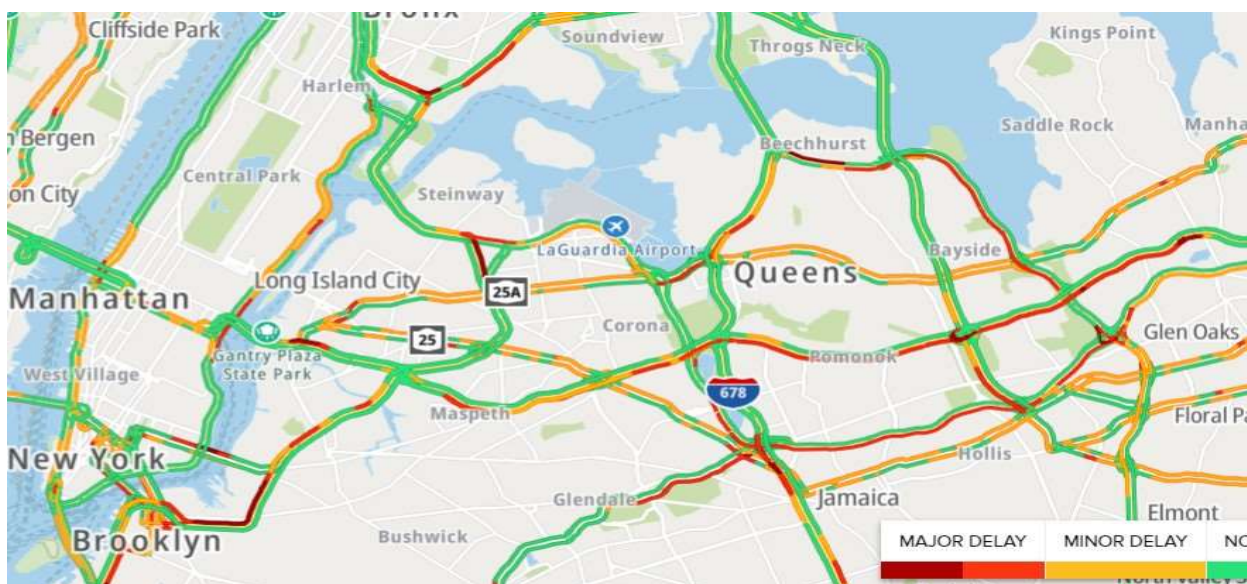 Bronx
Cliffside Park
Soundview
Throgs Neck
Kings Point
Harlem
Bergen
Saddle Rock
Beechhurst
Central Park
on City
Steinway
LaGuardia Airport
Bayside
Long Island City
Queens
Manhattan
25A
Corona
Glen Oaks
25
Gantry Plaza
State Park
Pomonok
West Village
678
Maspeth
Floral Pa
New York
Hollis
Glendale
Jamaica
Elmont
Bushwick
Brooklyn
MAJOR DELAY
MINOR DELAY
NO